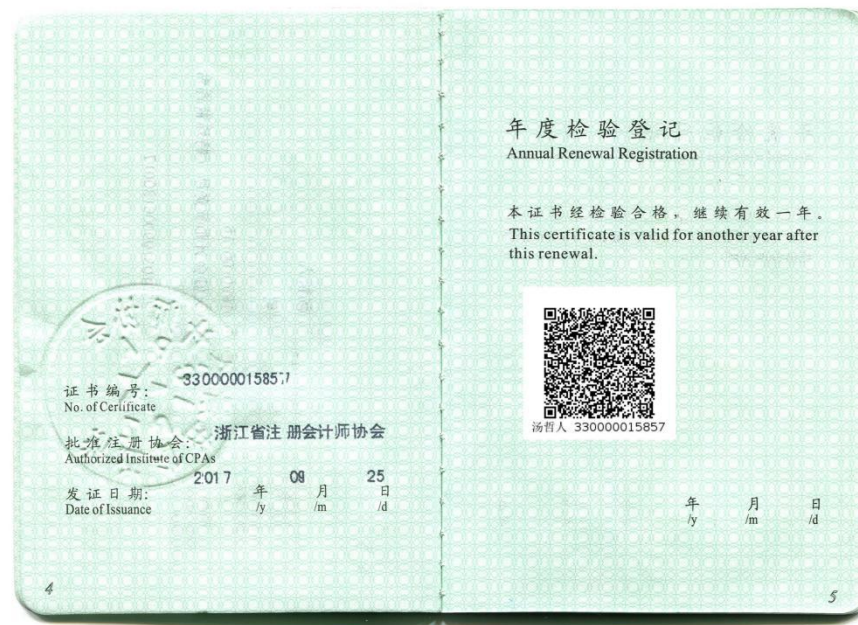 证书编号: 330000015857
No. of Certificate
批准注册协会: 浙江省注册会计师协会
Authorized Institute of CPAs
发证日期: 2017 年 月 25 日
Date of Issuance /y /m /d
4
年度检验登记
Annual Renewal Registration
本证书经检验合格，继续有效一年。
This certificate is valid for another year after
this renewal.
汤哲人 330000015857
年 月 日
/y /m /d
5